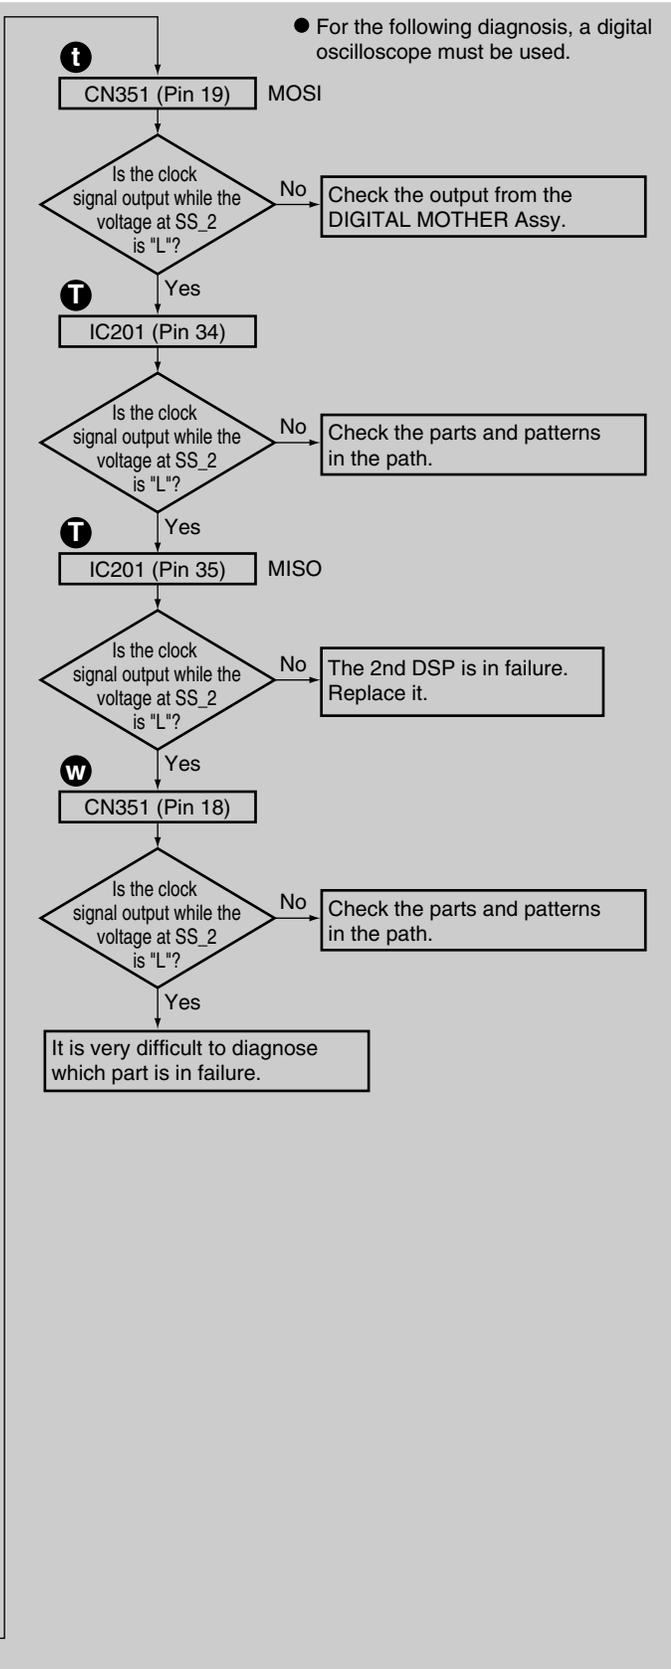 ● For the following diagnosis, a digital
oscilloscope must be used.
t
CN351 (Pin 19) MOSI
Is the clock
signal output while the
voltage at SS_2
is "L"?
No
Check the output from the
DIGITAL MOTHER Assy.
Yes
T
IC201 (Pin 34)
Is the clock
signal output while the
voltage at SS_2
is "L"?
No
Check the parts and patterns
in the path.
Yes
T
IC201 (Pin 35) MISO
Is the clock
signal output while the
voltage at SS_2
is "L"?
No
The 2nd DSP is in failure.
Replace it.
Yes
w
CN351 (Pin 18)
Is the clock
signal output while the
voltage at SS_2
is "L"?
No
Check the parts and patterns
in the path.
Yes
It is very difficult to diagnose
which part is in failure.